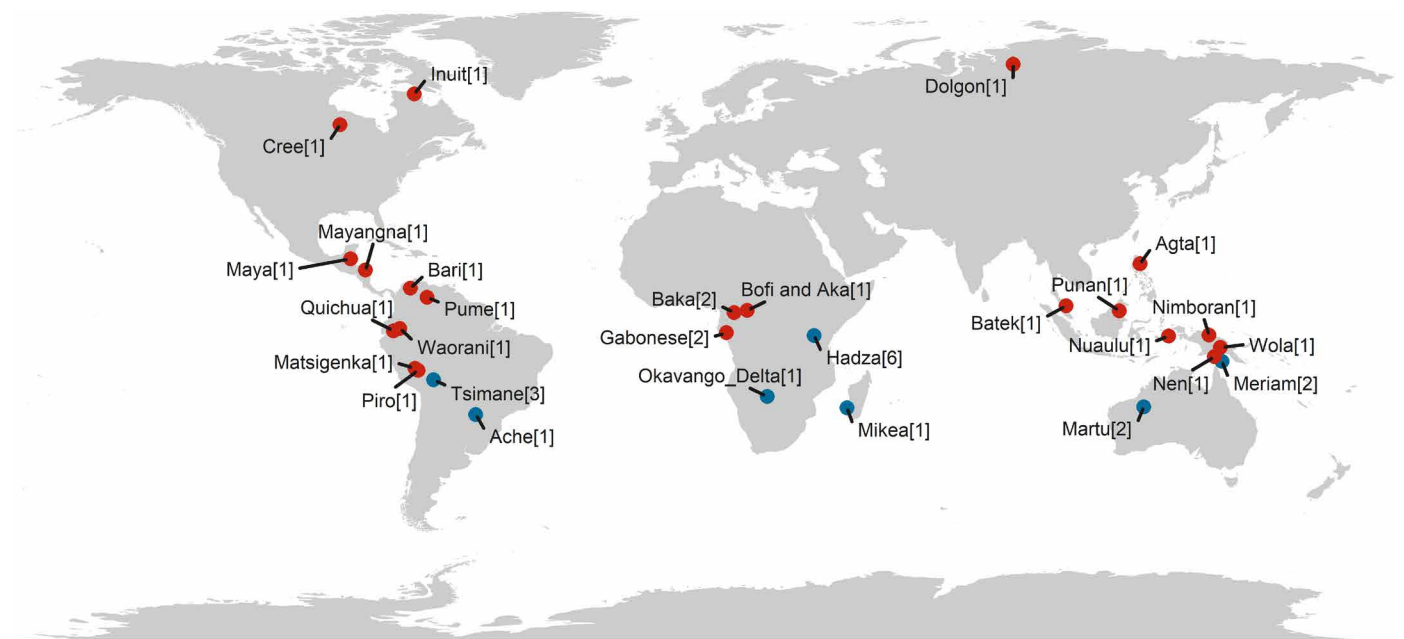 Inuit[1]
Dolgon[1]
Cree[1]
Mayangna[1]
Agta[1]
Maya[1]
Bari[1]
Punan[1]
Bofi and Aka[1]
Baka[2]
Quichua[1]
Pume[1]
Nimboran[1]
Batek[1]
Gabonese[2]
Waorani[1]
Nuaulu[1]
Wola[1]
Hadza[6]
Matsigenka[1]
Okavango_Delta[1]
Nen[1]
Meriam[2]
Tsimane[3]
Piro[1]
Martu[2]
Mikea[1]
Ache[1]